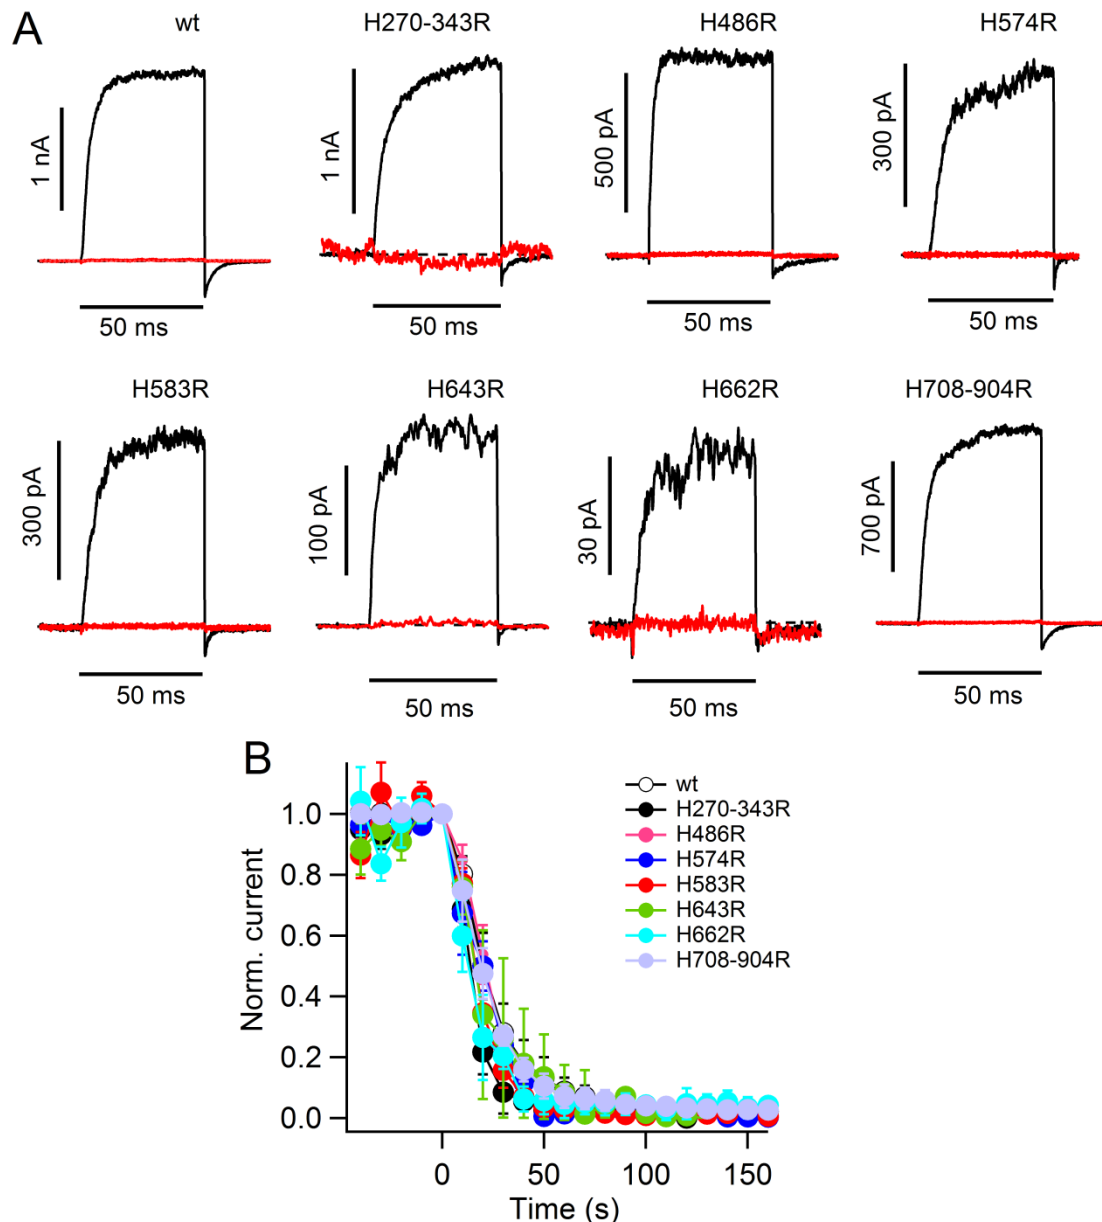 A
wt
H270-343R
H486R
H574R
1 nA
1 nA
500 pA
300 pA
50 ms
50 ms
50 ms
50 ms
H583R
H643R
H662R
H708-904R
300 pA
100 pA
30 pA
700 pA
50 ms
50 ms
50 ms
50 ms
B
Norm. current
1.0
0.8
0.6
0.4
0.2
0.0
wt
H270-343R
H486R
H574R
H583R
H643R
H662R
H708-904R
0
50
100
150
Time (s)